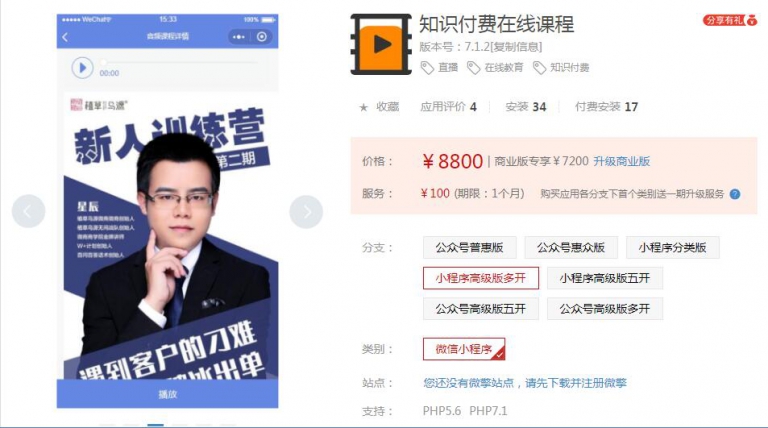 WeChat
15:33
100%
音频课程详情
00:00
植草
新人训练营
第二期
星辰
遇到客户的刁难
冰出单
播放
知识付费在线课程
分享有礼
版本号：7.1.2[复制信息]
直播 在线教育 知识付费
★ 收藏 应用评价 4 安装 34 付费安装 17
价格： ￥8800 | 商业版专享￥7200 升级商业版
服务： ￥100 (期限：1个月) 购买应用各分支下首个类别送一期升级服务 ?
分支： 公众号普惠版 公众号惠众版 小程序分类版
小程序高级版多开 小程序高级版五开
公众号高级版五开 公众号高级版多开
类别： 微信小程序
站点： 您还没有微擎站点，请先下载并注册微擎
支持： PHP5.6 PHP7.1